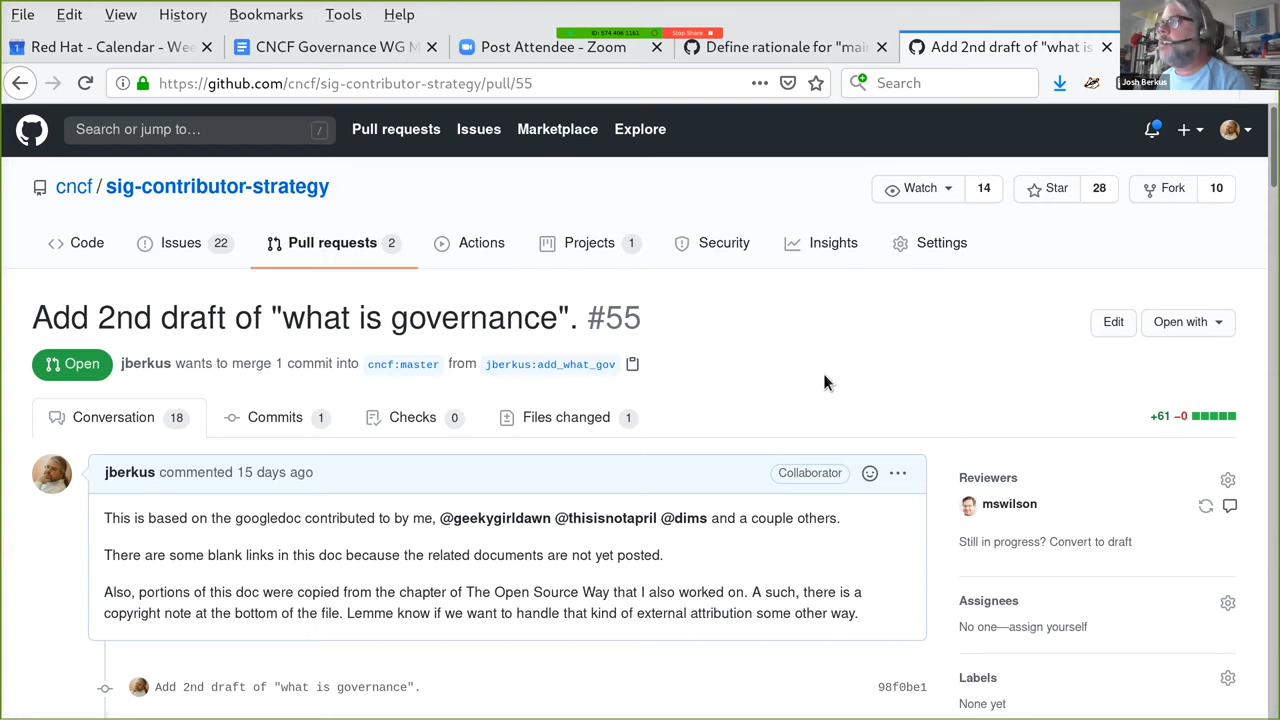 File Edit View History Bookmarks Tools Help
ID: 574 406 1161 Stop Share
Red Hat - Calendar - We
CNCF Governance WG M
Post Attendee - Zoom
Define rationale for "mai
Add 2nd draft of "what is
Josh Berkus
https://github.com/cncf/sig-contributor-strategy/pull/55
Search
Search or jump to… /
Pull requests Issues Marketplace Explore
cncf / sig-contributor-strategy
Watch 14 Star 28 Fork 10
Code Issues 22 Pull requests 2 Actions Projects 1 Security Insights Settings
Add 2nd draft of "what is governance". #55
Edit Open with
Open jberkus wants to merge 1 commit into cncf:master from jberkus:add_what_gov
Conversation 18 Commits 1 Checks 0 Files changed 1
+61 −0
jberkus commented 15 days ago
Collaborator
This is based on the googledoc contributed to by me, @geekygirldawn @thisisnotapril @dims and a couple others.
There are some blank links in this doc because the related documents are not yet posted.
Also, portions of this doc were copied from the chapter of The Open Source Way that I also worked on. A such, there is a
copyright note at the bottom of the file. Lemme know if we want to handle that kind of external attribution some other way.
Add 2nd draft of "what is governance". 98f0be1
Reviewers
mswilson
Still in progress? Convert to draft
Assignees
No one—assign yourself
Labels
None yet